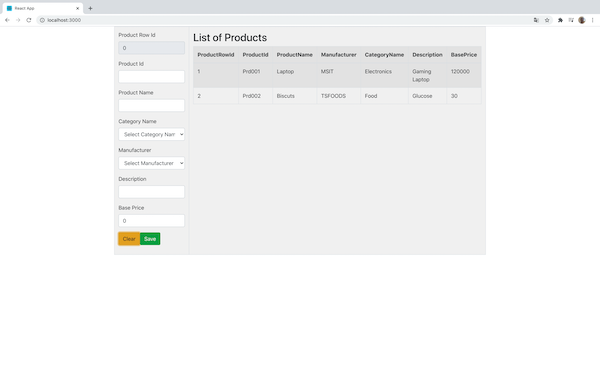 React App
localhost:3000
Product Row Id
0
Product Id
Product Name
Category Name
Select Category Nam
Manufacturer
Select Manufacturer
Description
Base Price
0
Clear Save
List of Products
ProductRowId ProductId ProductName Manufacturer CategoryName Description BasePrice
1 Prd001 Laptop MSIT Electronics Gaming Laptop 120000
2 Prd002 Biscuts TSFOODS Food Glucose 30